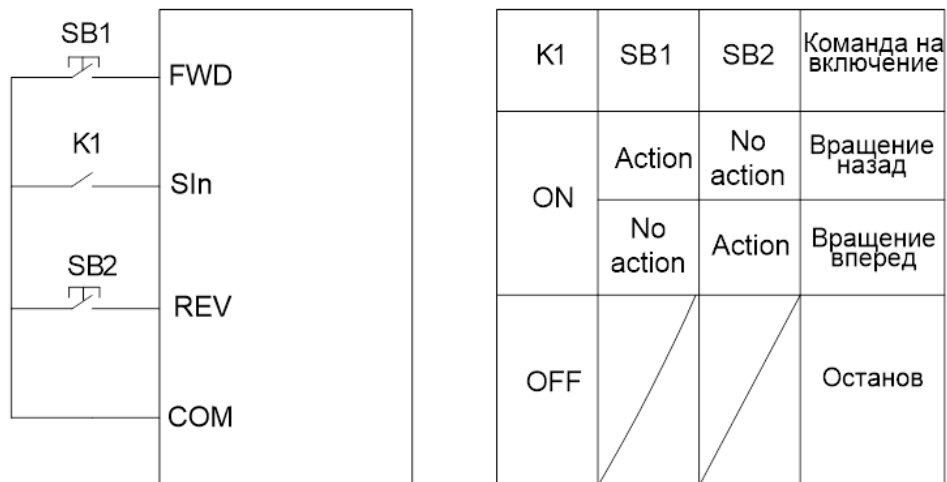 SB1
FWD
K1
SIn
SB2
REV
COM
K1
SB1
SB2
Команда на
включение
ON
Action
No
action
Вращение
назад
No
action
Action
Вращение
вперед
OFF
Останов